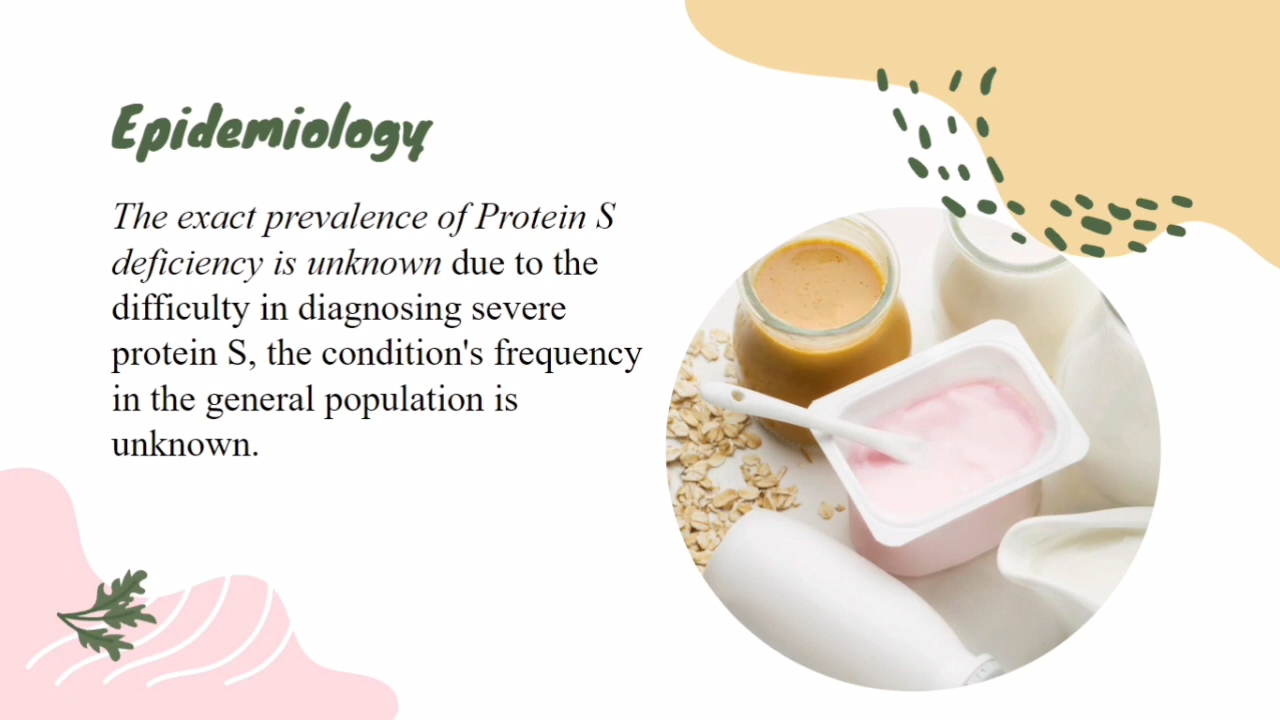 Epidemiology
The exact prevalence of Protein S
deficiency is unknown due to the
difficulty in diagnosing severe
protein S, the condition's frequency
in the general population is
unknown.